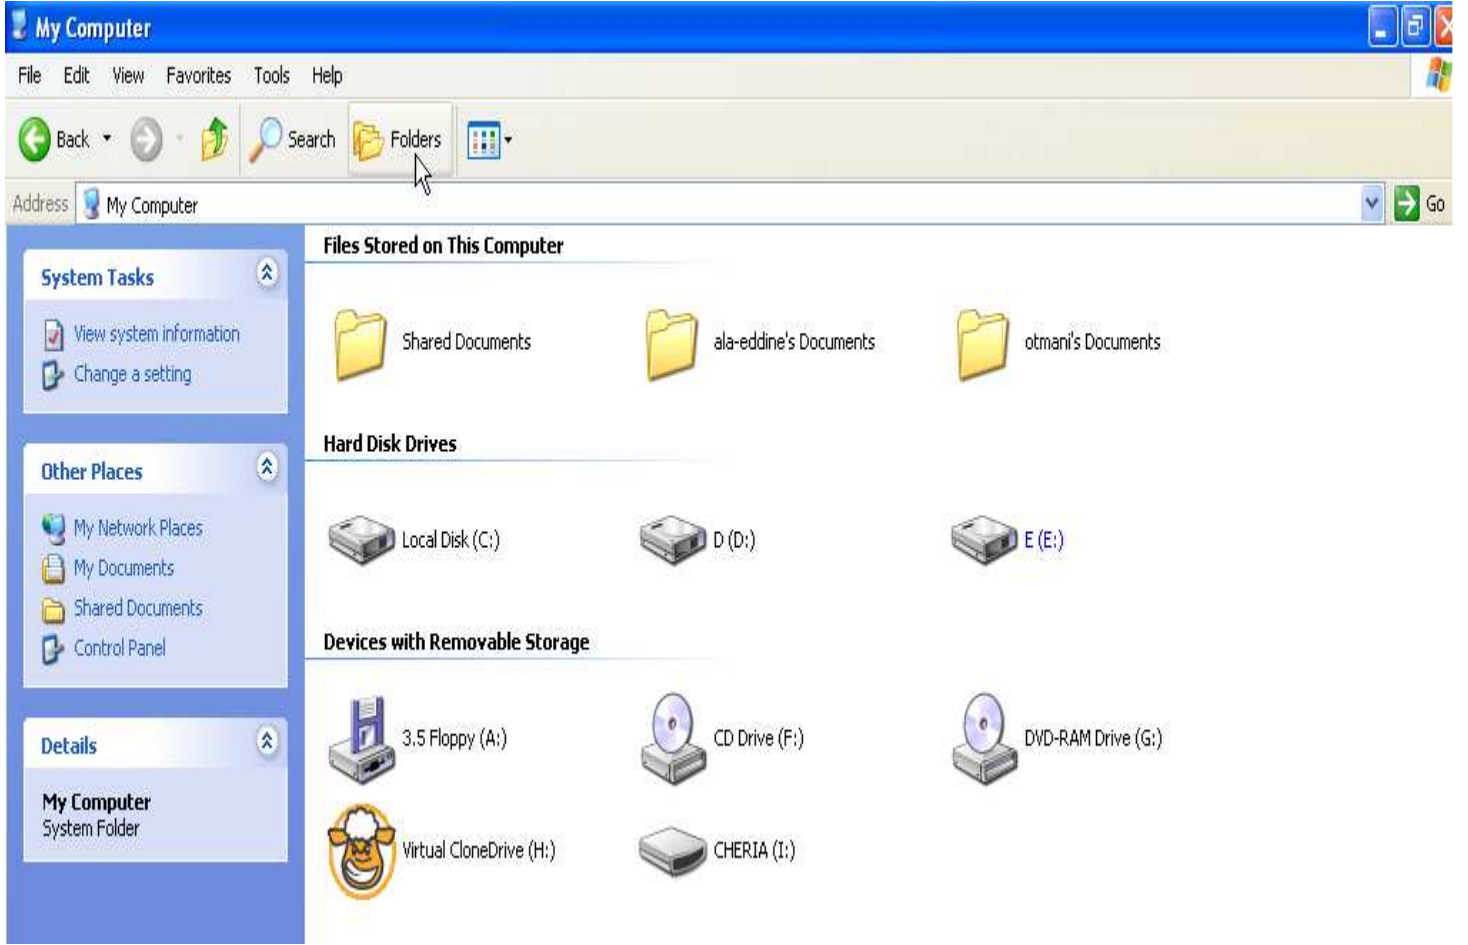 My Computer
File Edit View Favorites Tools Help
Back Search Folders
Address My Computer Go
System Tasks
View system information
Change a setting
Other Places
My Network Places
My Documents
Shared Documents
Control Panel
Details
My Computer
System Folder
Files Stored on This Computer
Shared Documents ala-eddine's Documents otmani's Documents
Hard Disk Drives
Local Disk (C:) D (D:) E (E:)
Devices with Removable Storage
3.5 Floppy (A:) CD Drive (F:) DVD-RAM Drive (G:)
Virtual CloneDrive (H:) CHERIA (I:)